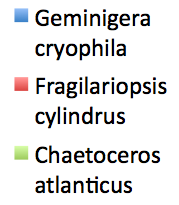 Geminigera
cryophila
Fragilariopsis
cylindrus
Chaetoceros
atlanticus